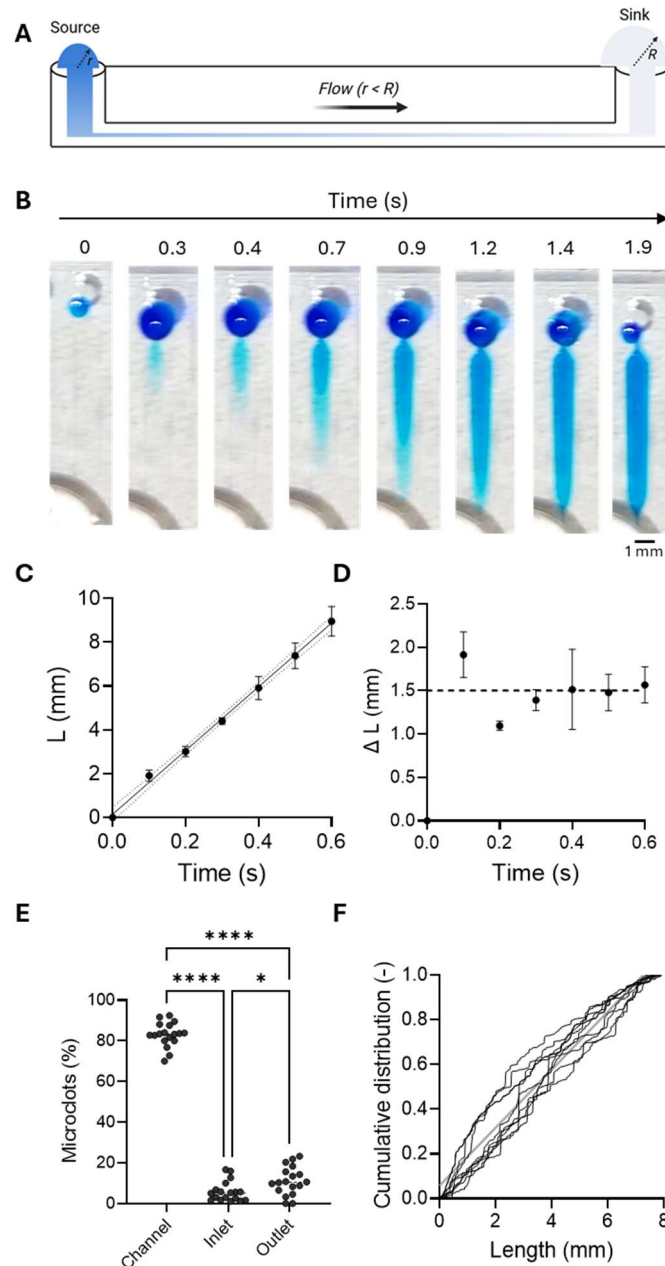 A
Source
Sink
r
R
Flow (r < R)
B
Time (s)
0 0.3 0.4 0.7 0.9 1.2 1.4 1.9
1 mm
C
L (mm)
10
8
6
4
2
0
0.0 0.2 0.4 0.6
Time (s)
D
Δ L (mm)
2.5
2.0
1.5
1.0
0.5
0.0
0.0 0.2 0.4 0.6
Time (s)
E
****
**** *
Microclots (%)
100
80
60
40
20
0
Channel Inlet Outlet
F
Cumulative distribution (-)
1.0
0.8
0.6
0.4
0.2
0.0
0 2 4 6 8
Length (mm)